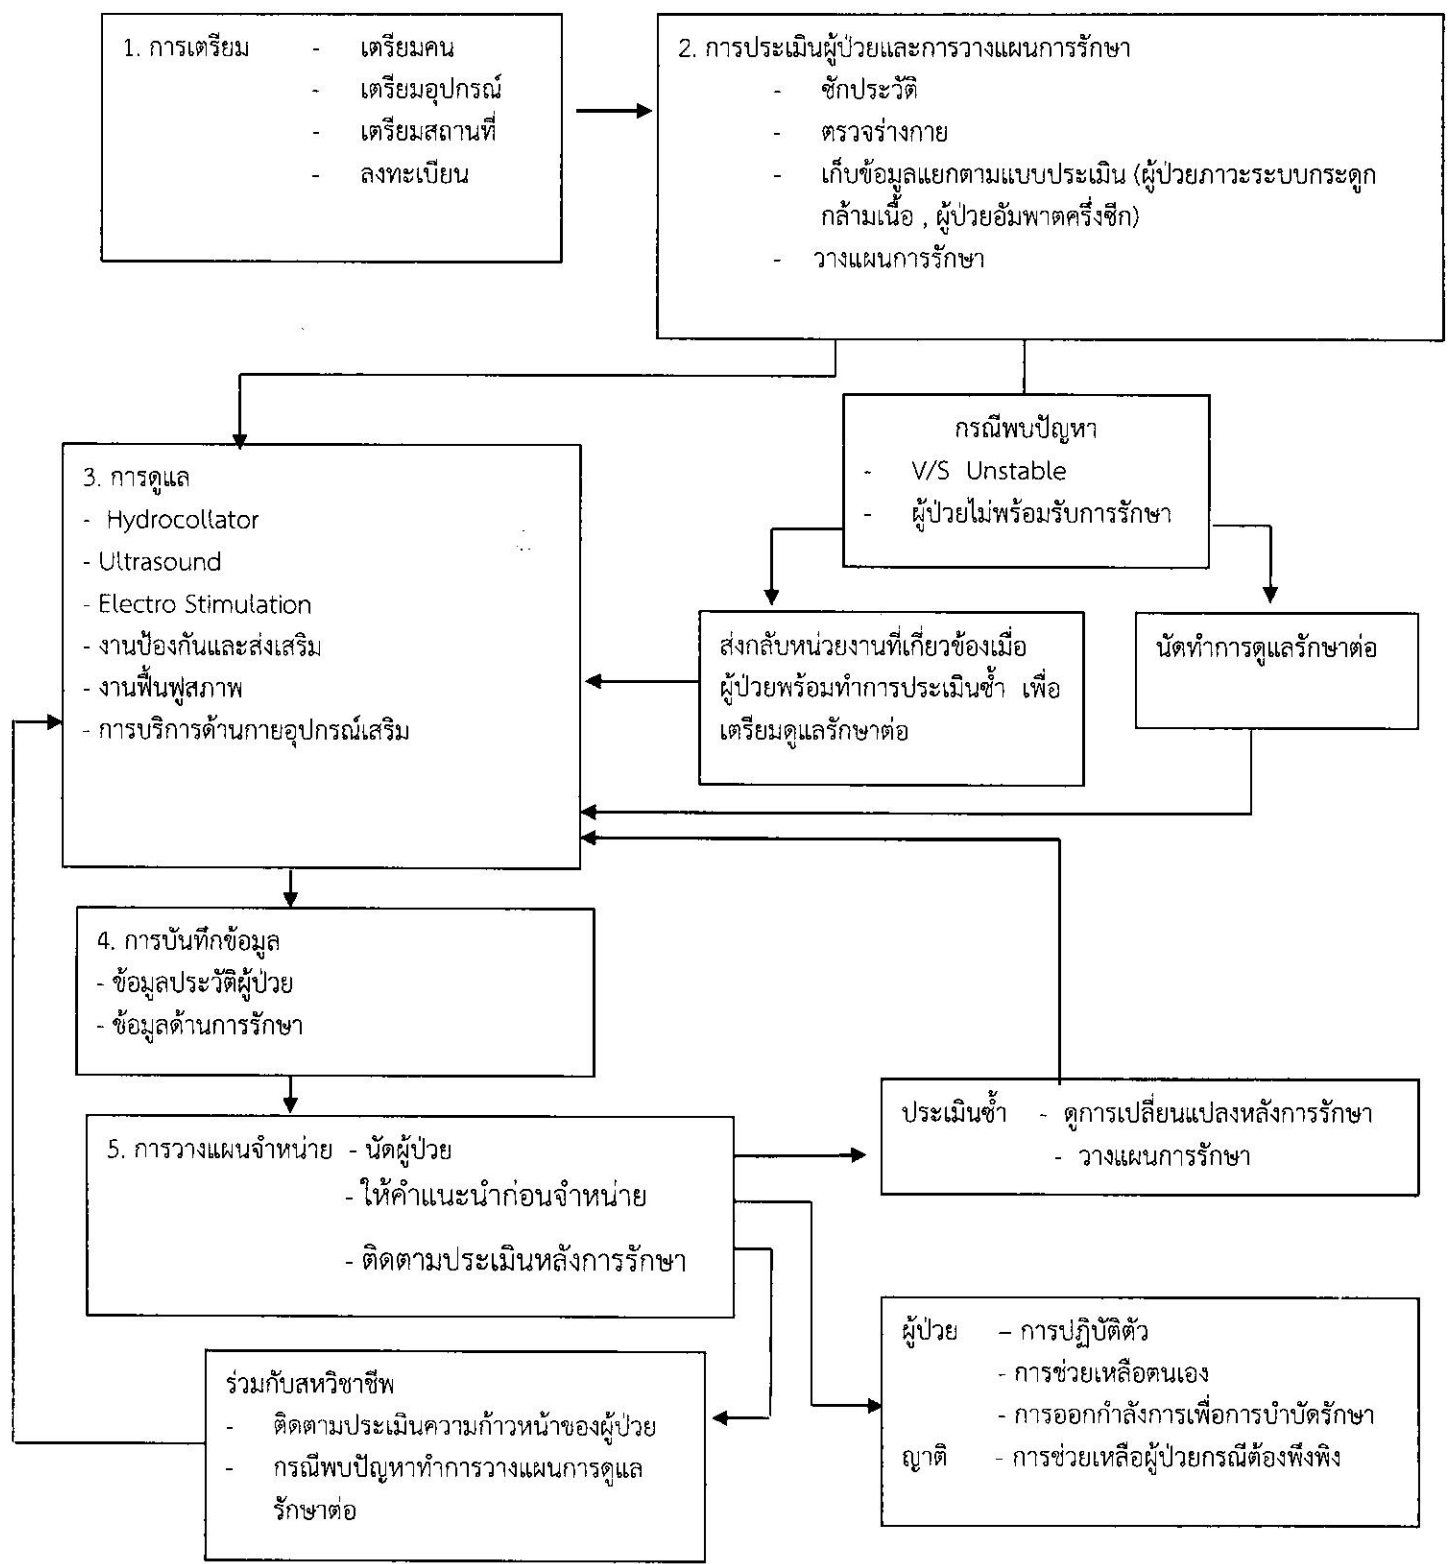 1. การเตรียม - เตรียมคน
- เตรียมอุปกรณ์
- เตรียมสถานที่
- ลงทะเบียน
2. การประเมินผู้ป่วยและการวางแผนการรักษา
- ซักประวัติ
- ตรวจร่างกาย
- เก็บข้อมูลแยกตามแบบประเมิน (ผู้ป่วยภาวะระบบกระดูก
กล้ามเนื้อ , ผู้ป่วยอัมพาตครึ่งซีก)
- วางแผนการรักษา
กรณีพบปัญหา
- V/S Unstable
- ผู้ป่วยไม่พร้อมรับการรักษา
3. การดูแล
- Hydrocollator
- Ultrasound
- Electro Stimulation
- งานป้องกันและส่งเสริม
- งานฟื้นฟูสภาพ
- การบริการด้านกายอุปกรณ์เสริม
ส่งกลับหน่วยงานที่เกี่ยวข้องเมื่อ
ผู้ป่วยพร้อมทำการประเมินซ้ำ เพื่อ
เตรียมดูแลรักษาต่อ
นัดทำการดูแลรักษาต่อ
4. การบันทึกข้อมูล
- ข้อมูลประวัติผู้ป่วย
- ข้อมูลด้านการรักษา
5. การวางแผนจำหน่าย - นัดผู้ป่วย
- ให้คำแนะนำก่อนจำหน่าย
- ติดตามประเมินหลังการรักษา
ประเมินซ้ำ - ดูการเปลี่ยนแปลงหลังการรักษา
- วางแผนการรักษา
ผู้ป่วย – การปฏิบัติตัว
- การช่วยเหลือตนเอง
- การออกกำลังการเพื่อการบำบัดรักษา
ญาติ - การช่วยเหลือผู้ป่วยกรณีต้องพึ่งพิง
ร่วมกับสหวิชาชีพ
- ติดตามประเมินความก้าวหน้าของผู้ป่วย
- กรณีพบปัญหาทำการวางแผนการดูแล
รักษาต่อ